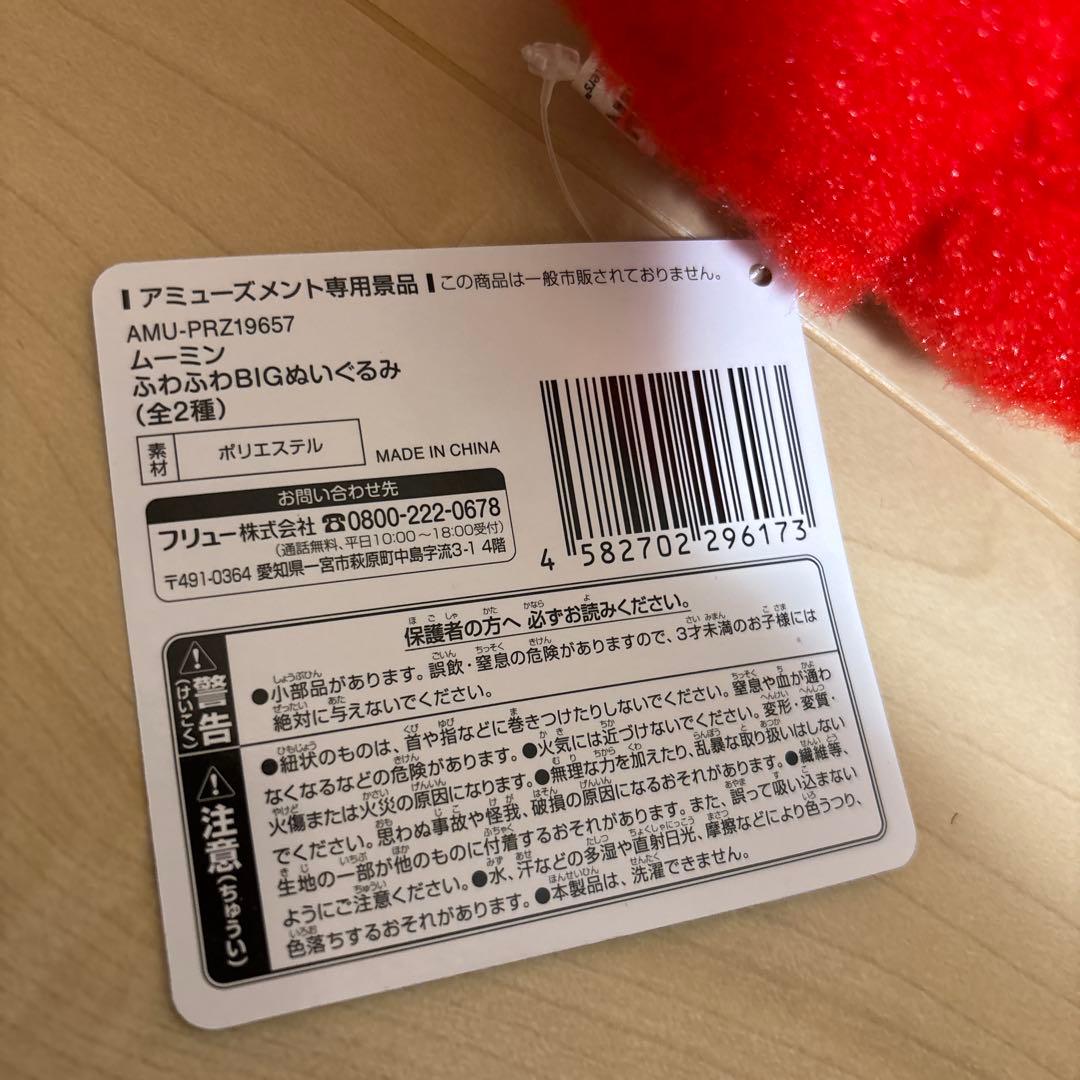 アミューズメント専用景品 この商品は一般市販されておりません。
AMU-PRZ19657
ムーミン
ふわふわBIGぬいぐるみ
(全2種)
素材 ポリエステル MADE IN CHINA
お問い合わせ先
フリュー株式会社 ☎0800-222-0678
(通話無料、平日10:00~18:00受付)
〒491-0364 愛知県一宮市萩原町中島字流3-1 4階
4 582702 296173
保護者の方へ 必ずお読みください。
⚠警告(けいこく)
●小部品があります。誤飲・窒息の危険がありますので、3才未満のお子様には
絶対に与えないでください。
⚠注意(ちゅうい)
●紐状のものは、首や指などに巻きつけたりしないでください。窒息や血が通わ
なくなるなどの危険があります。●火気には近づけないでください。変形・変質・
火傷または火災の原因になります。●無理な力を加えたり、乱暴な取り扱いはしない
でください。思わぬ事故や怪我、破損の原因になるおそれがあります。●繊維等、
生地の一部が他のものに付着するおそれがあります。また、誤って吸い込まない
ようにご注意ください。●水、汗などの多湿や直射日光、摩擦などにより色うつり、
色落ちするおそれがあります。●本製品は、洗濯できません。